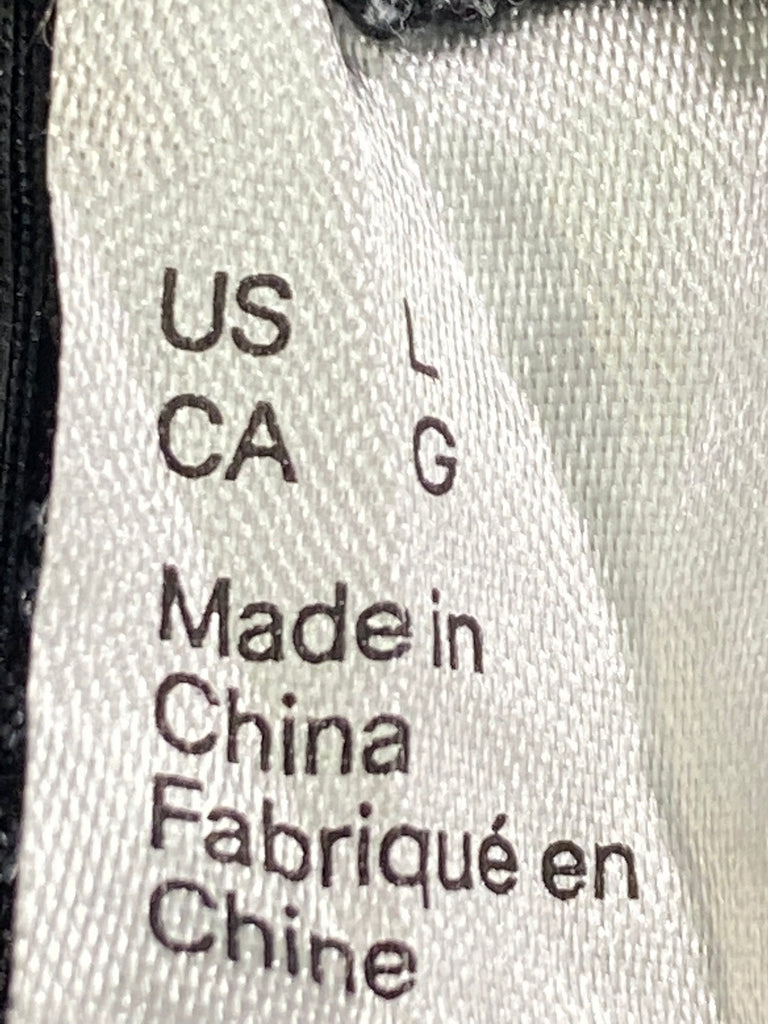 US L
CA G
Made in
China
Fabriqué en
Chine